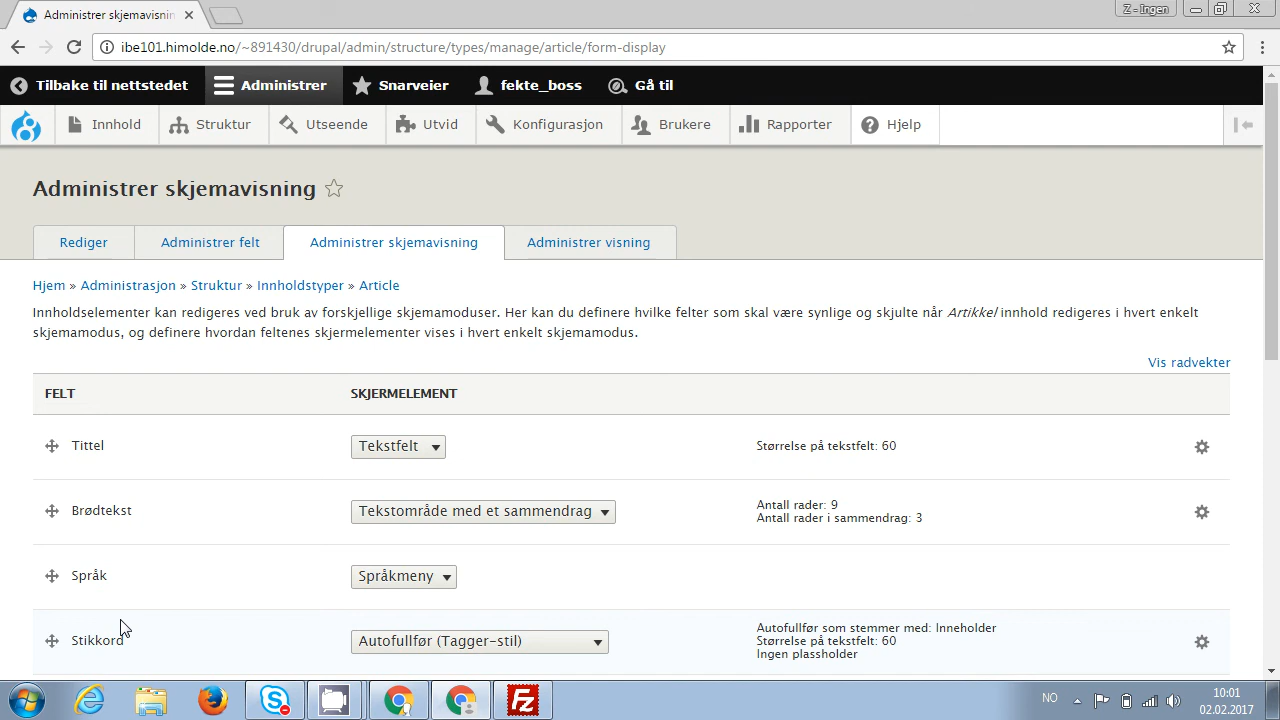 Administrer skjemavisnin
Z - Ingen
ibe101.himolde.no/~891430/drupal/admin/structure/types/manage/article/form-display
Tilbake til nettstedet
Administrer
Snarveier
fekte_boss
Gå til
Innhold
Struktur
Utseende
Utvid
Konfigurasjon
Brukere
Rapporter
Hjelp
Administrer skjemavisning
Rediger
Administrer felt
Administrer skjemavisning
Administrer visning
Hjem » Administrasjon » Struktur » Innholdstyper » Article
Innholdselementer kan redigeres ved bruk av forskjellige skjemamoduser. Her kan du definere hvilke felter som skal være synlige og skjulte når Artikkel innhold redigeres i hvert enkelt
skjemamodus, og definere hvordan feltenes skjermelementer vises i hvert enkelt skjemamodus.
Vis radvekter
FELT SKJERMELEMENT
Tittel Tekstfelt Størrelse på tekstfelt: 60
Brødtekst Tekstområde med et sammendrag Antall rader: 9
Antall rader i sammendrag: 3
Språk Språkmeny
Stikkord Autofullfør (Tagger-stil) Autofullfør som stemmer med: Inneholder
Størrelse på tekstfelt: 60
Ingen plassholder
NO
10:01
02.02.2017